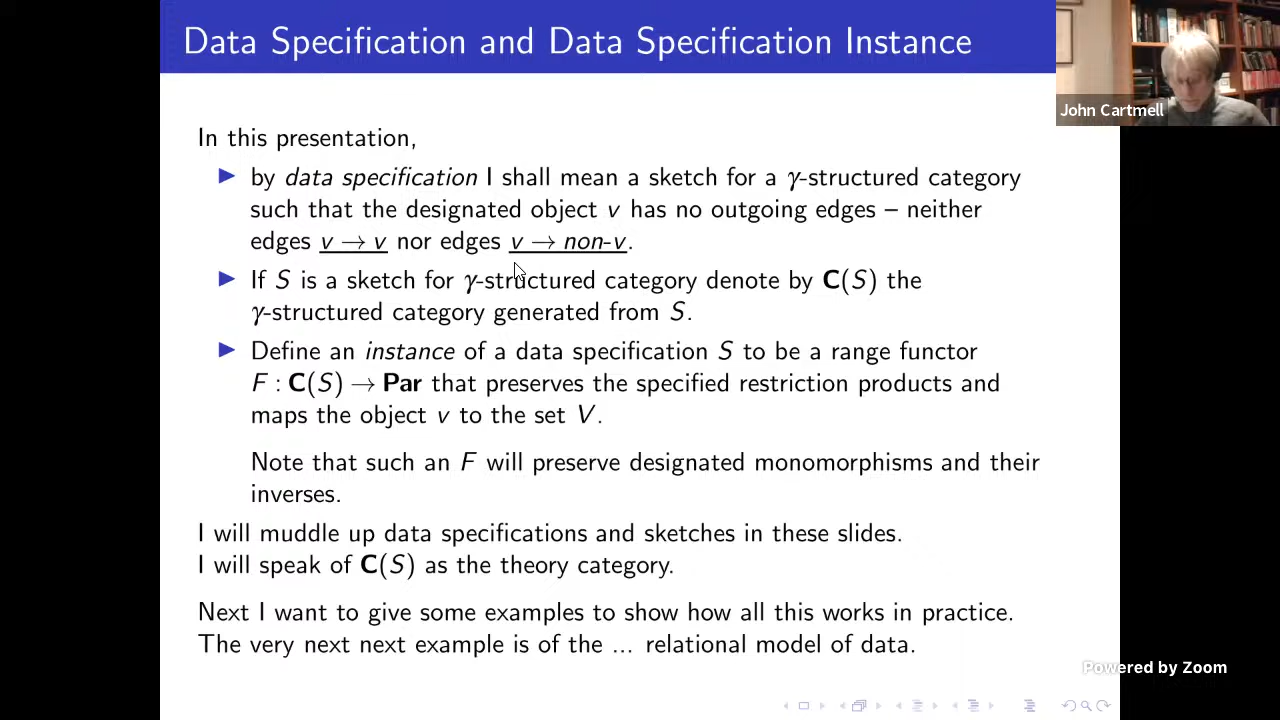 Data Specification and Data Specification Instance
John Cartmell
In this presentation,
by data specification I shall mean a sketch for a γ-structured category
such that the designated object v has no outgoing edges – neither
edges v → v nor edges v → non-v.
If S is a sketch for γ-structured category denote by C(S) the
γ-structured category generated from S.
Define an instance of a data specification S to be a range functor
F : C(S) → Par that preserves the specified restriction products and
maps the object v to the set V.
Note that such an F will preserve designated monomorphisms and their
inverses.
I will muddle up data specifications and sketches in these slides.
I will speak of C(S) as the theory category.
Next I want to give some examples to show how all this works in practice.
The very next next example is of the ... relational model of data.
Powered by Zoom